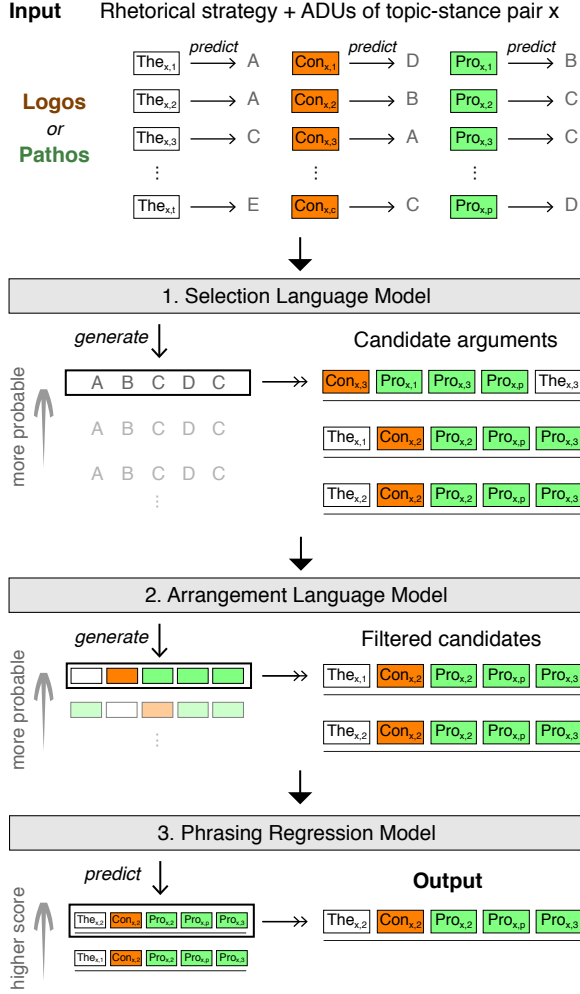 Input Rhetorical strategy + ADUs of topic-stance pair x
predict predict predict
The x,1 A Con x,1 D Pro x,1 B
The x,2 A Con x,2 B Pro x,2 C
Logos
or
Pathos
The x,3 C Con x,3 A Pro x,3 C
⋮ ⋮ ⋮
The x,t E Con x,c C Pro x,p D
1. Selection Language Model
generate Candidate arguments
more probable
A B C D C Con x,3 Pro x,1 Pro x,3 Pro x,p The x,3
A B C D C The x,1 Con x,2 Pro x,2 Pro x,p Pro x,3
A B C D C The x,2 Con x,2 Pro x,2 Pro x,p Pro x,3
⋮
2. Arrangement Language Model
generate Filtered candidates
more probable
The x,1 Con x,2 Pro x,2 Pro x,p Pro x,3
The x,2 Con x,2 Pro x,2 Pro x,p Pro x,3
⋮
3. Phrasing Regression Model
predict Output
higher score
The x,2 Con x,2 Pro x,2 Pro x,p Pro x,3 The x,2 Con x,2 Pro x,2 Pro x,p Pro x,3
The x,1 Con x,2 Pro x,2 Pro x,p Pro x,3